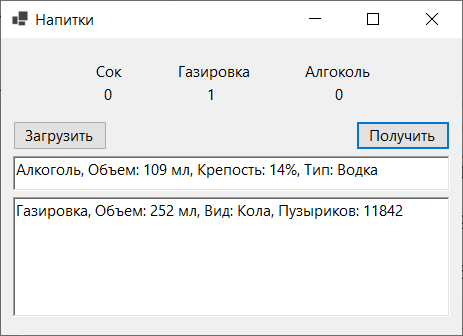 Напитки
Сок Газировка Алгоколь
0 1 0
Загрузить Получить
Алкоголь, Объем: 109 мл, Крепость: 14%, Тип: Водка
Газировка, Объем: 252 мл, Вид: Кола, Пузыриков: 11842